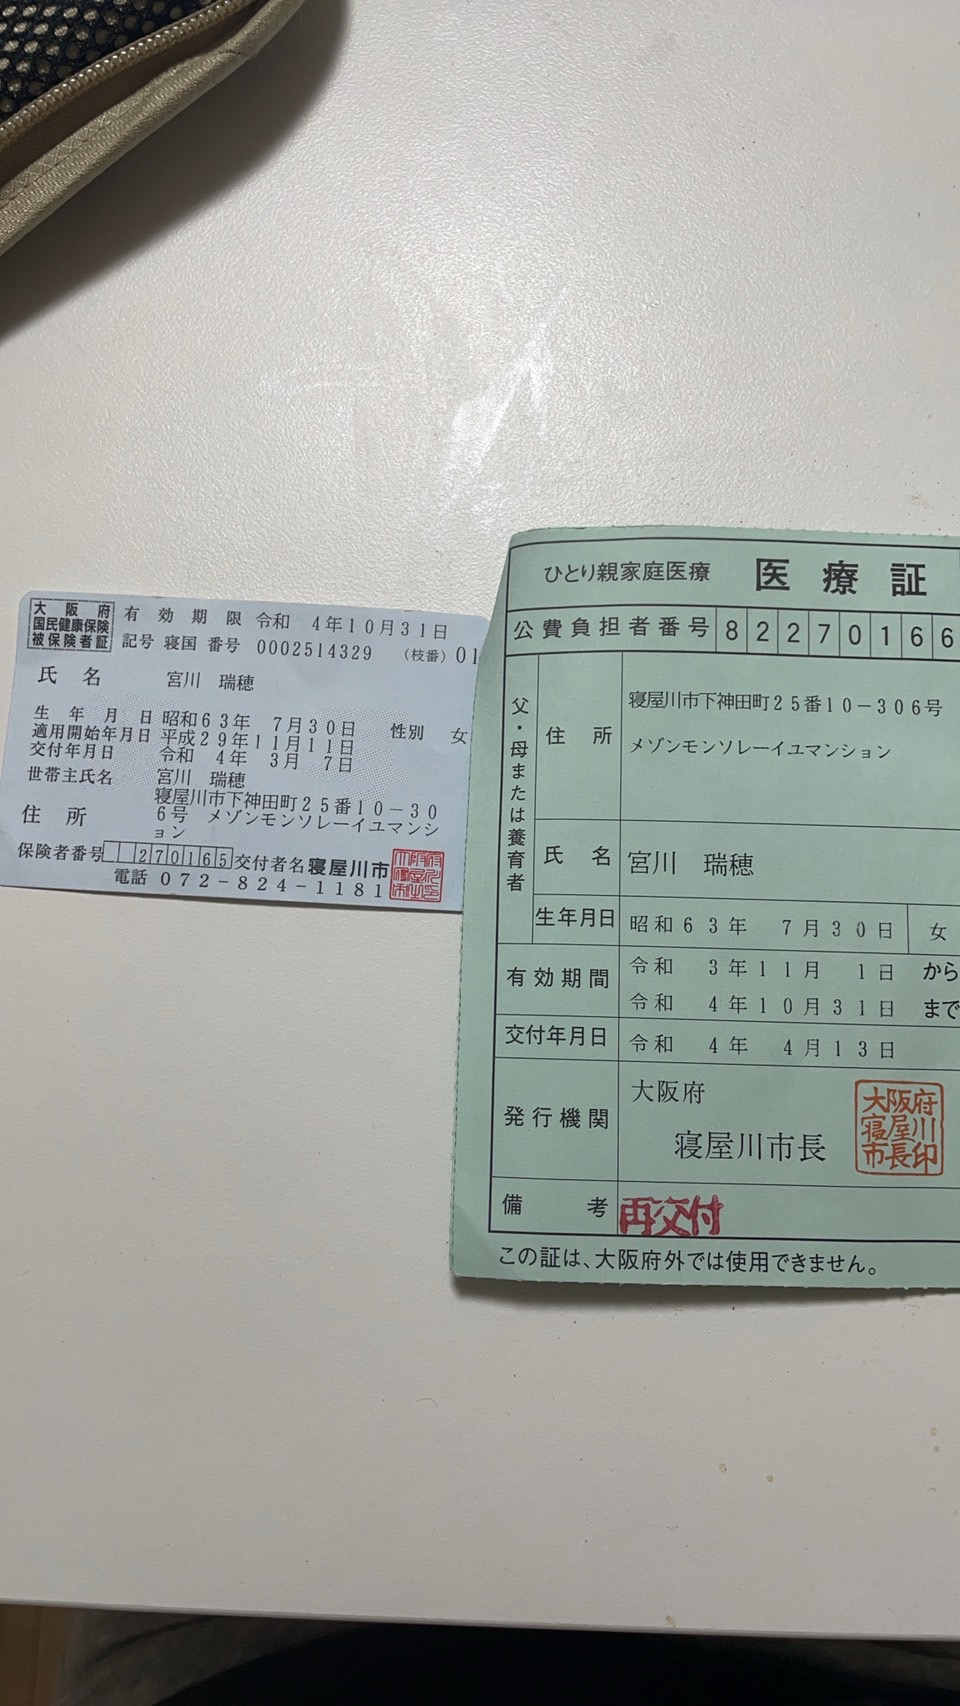 大阪府
国民健康保険
被保険者証
有効期限 令和 4年10月31日
記号 寝国 番号 0002514329 (枝番) 01
氏名 宮川 瑞穂
生年月日 昭和63年 7月30日 性別 女
適用開始年月日 平成29年11月11日
交付年月日 令和 4年 3月 7日
世帯主氏名 宮川 瑞穂
住所 寝屋川市下神田町25番10-30
6号 メゾンモンソレーイユマンシ
ョン
保険者番号 270165 交付者名 寝屋川市
電話 072-824-1181
ひとり親家庭医療 医療証
公費負担者番号 82270166
父・母または養育者
住所 寝屋川市下神田町25番10-306号
メゾンモンソレーイユマンション
氏名 宮川 瑞穂
生年月日 昭和63年 7月30日 女
有効期間 令和 3年11月 1日 から
令和 4年10月31日 まで
交付年月日 令和 4年 4月13日
発行機関 大阪府
寝屋川市長
大阪府
寝屋川
市長印
備考 再交付
この証は、大阪府外では使用できません。